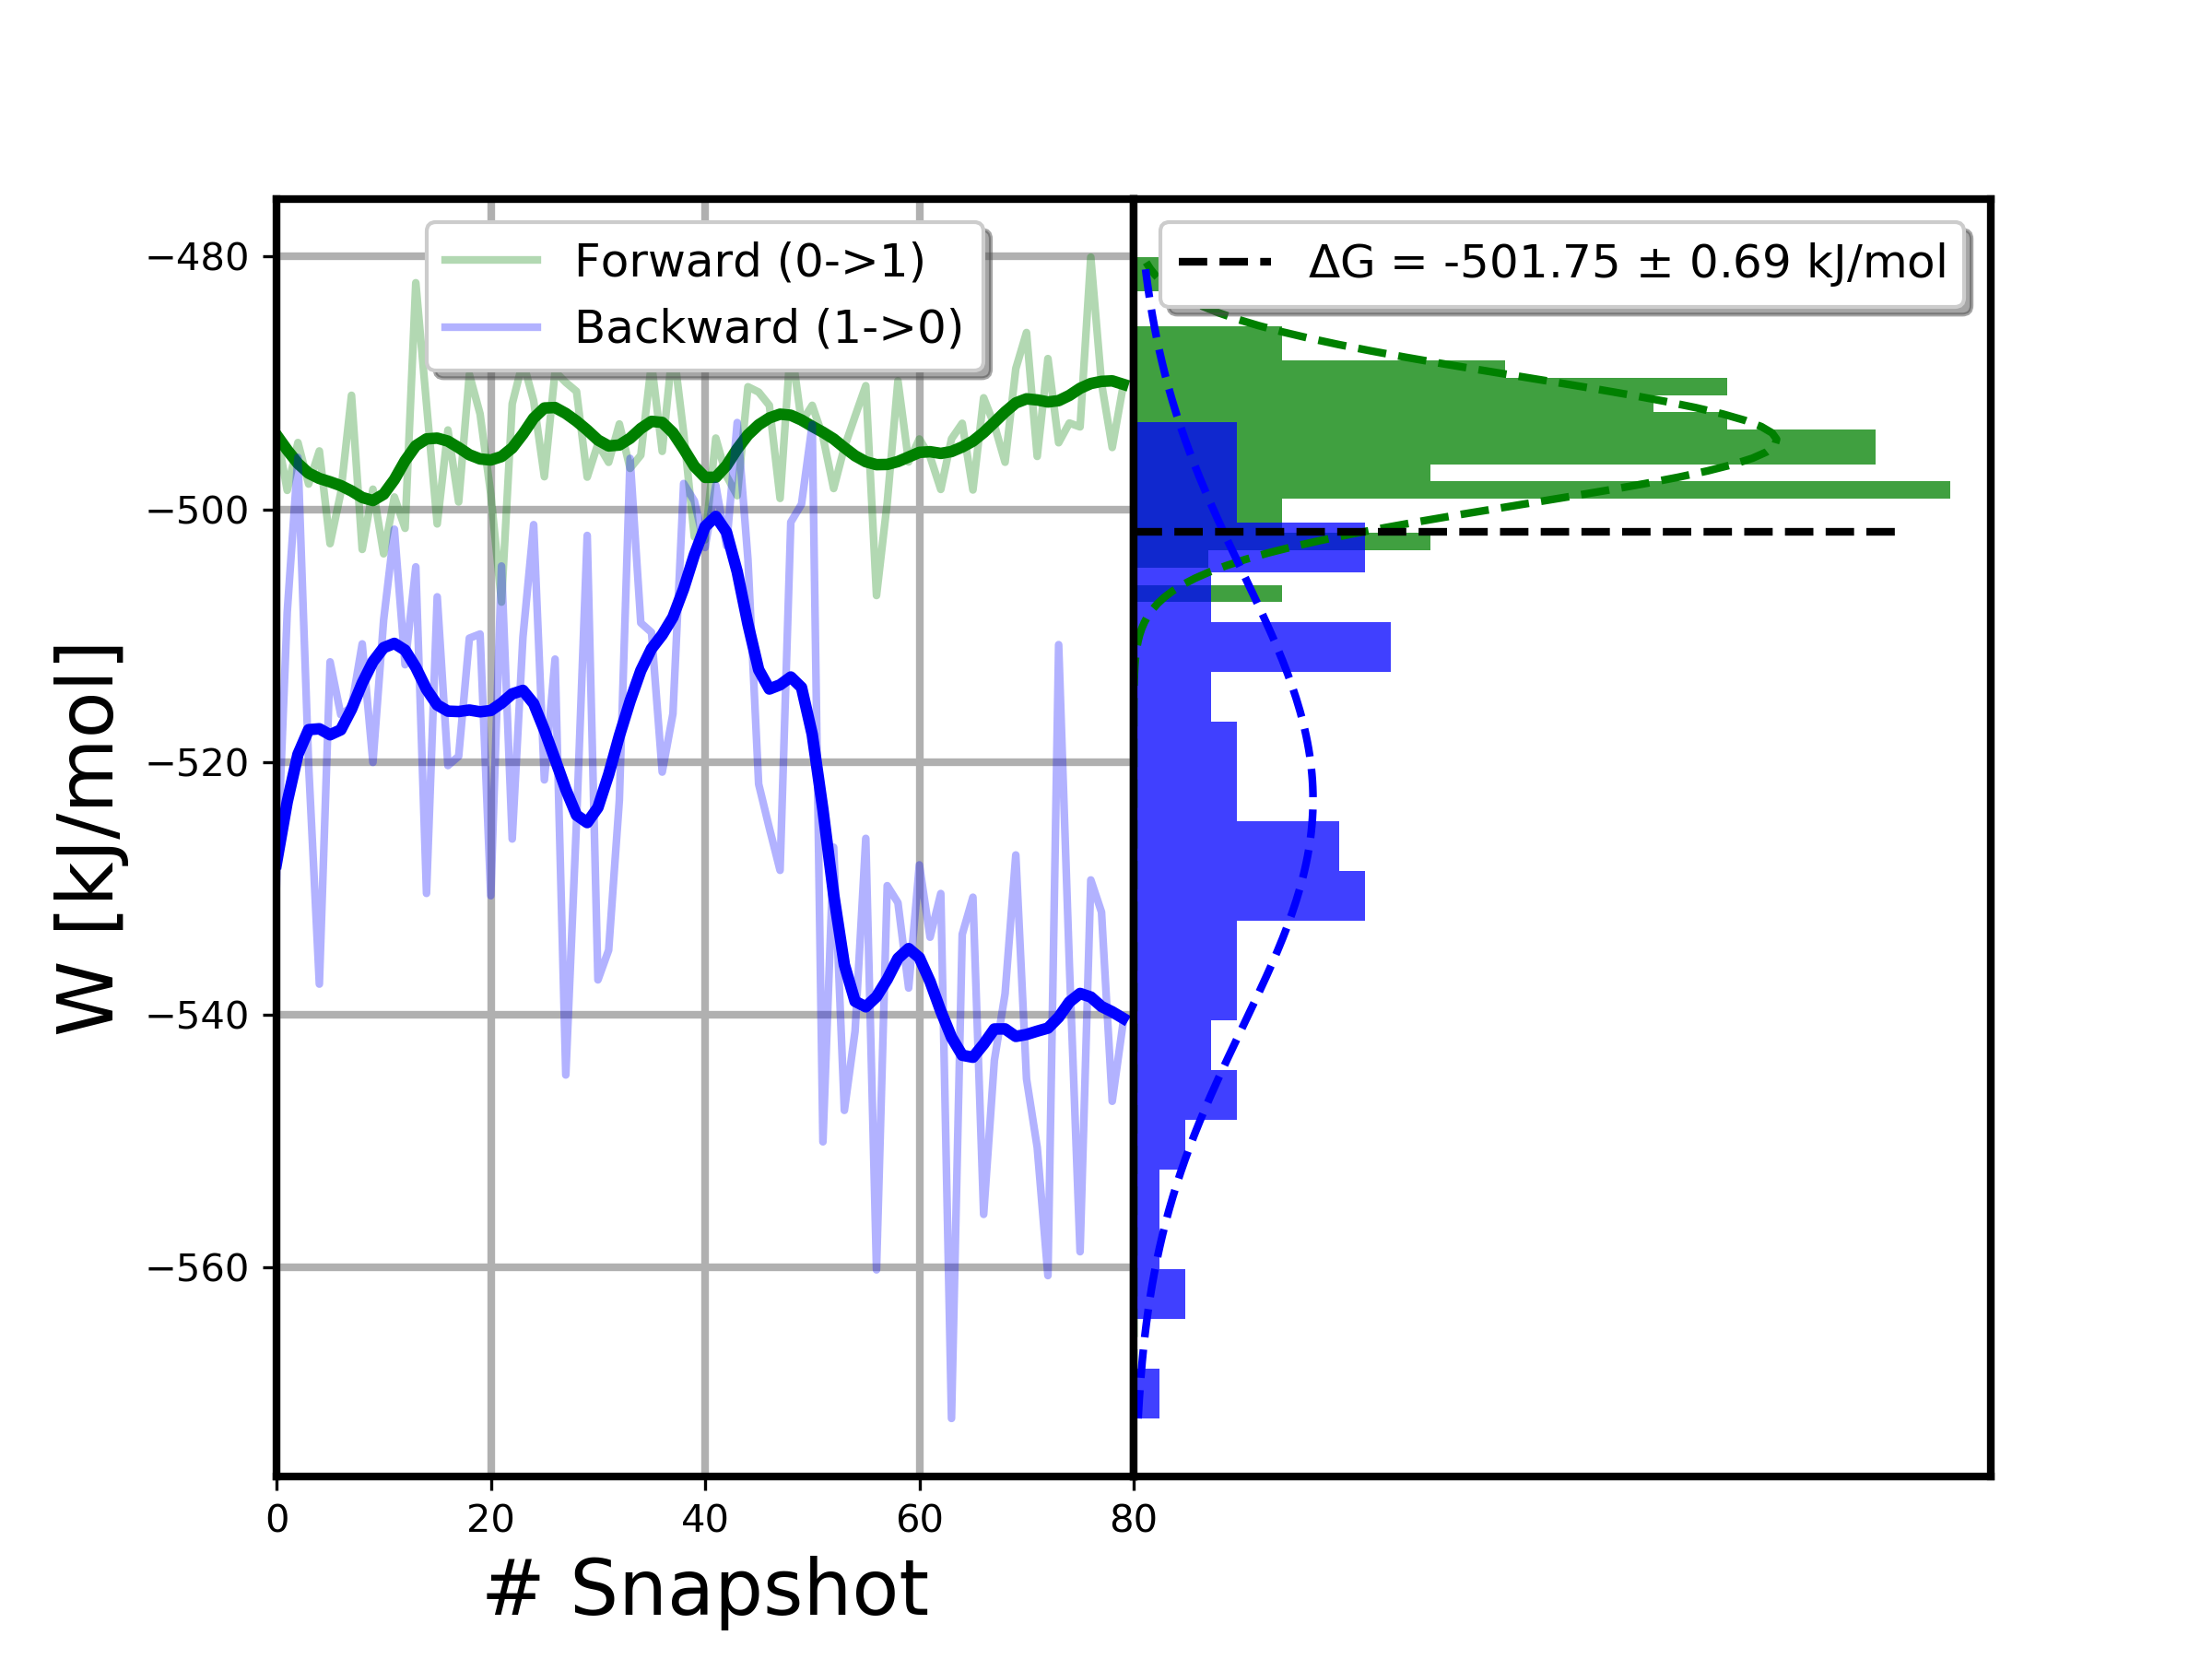 Forward (0->1)
Backward (1->0)
ΔG = -501.75 ± 0.69 kJ/mol
W [kJ/mol]
−480
−500
−520
−540
−560
0 20 40 60 80
# Snapshot